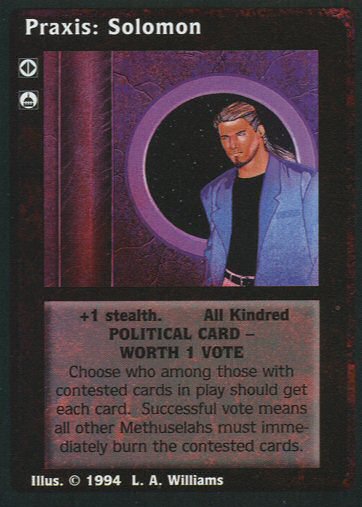 Praxis: Solomon
+1 stealth. All Kindred
POLITICAL CARD –
WORTH 1 VOTE
Choose who among those with
contested cards in play should get
each card. Successful vote means
all other Methuselahs must imme-
diately burn the contested cards.
Illus. © 1994 L. A. Williams